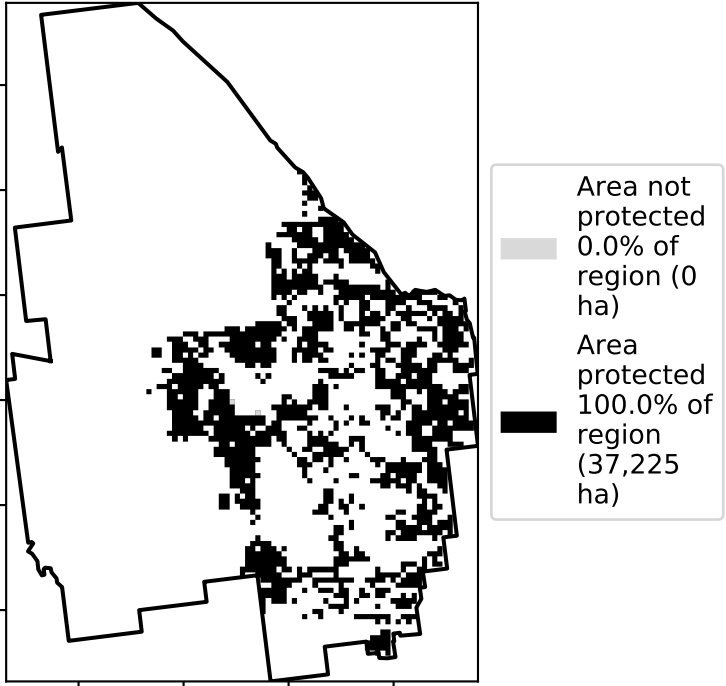 Area not
protected
0.0% of
region (0
ha)
Area
protected
100.0% of
region
(37,225
ha)